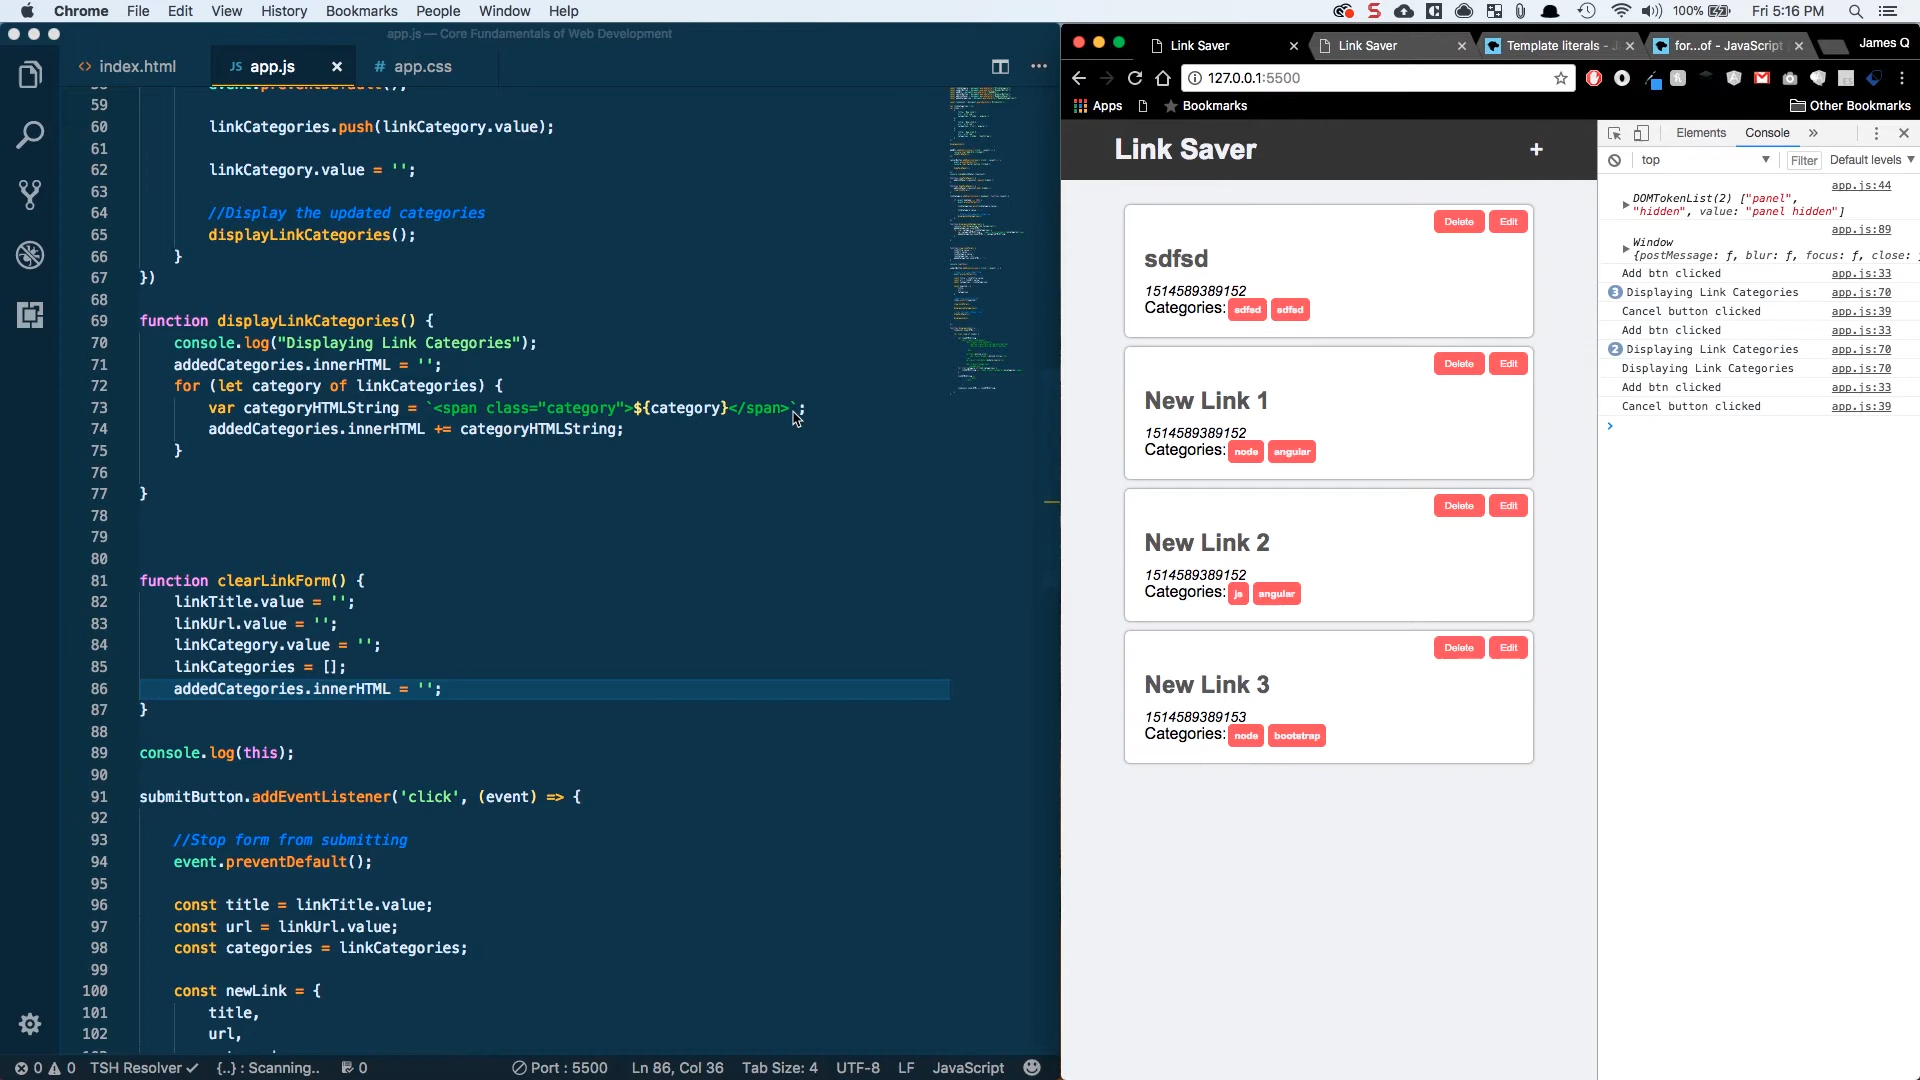 Chrome File Edit View History Bookmarks People Window Help 100% Fri 5:16 PM
app.js — Core Fundamentals of Web Development
index.html JS app.js # app.css
59
60 linkCategories.push(linkCategory.value);
61
62 linkCategory.value = '';
63
64 //Display the updated categories
65 displayLinkCategories();
66 }
67 })
68
69 function displayLinkCategories() {
70 console.log("Displaying Link Categories");
71 addedCategories.innerHTML = '';
72 for (let category of linkCategories) {
73 var categoryHTMLString = `<span class="category">${category}</span>`;
74 addedCategories.innerHTML += categoryHTMLString;
75 }
76
77 }
78
79
80
81 function clearLinkForm() {
82 linkTitle.value = '';
83 linkUrl.value = '';
84 linkCategory.value = '';
85 linkCategories = [];
86 addedCategories.innerHTML = '';
87 }
88
89 console.log(this);
90
91 submitButton.addEventListener('click', (event) => {
92
93 //Stop form from submitting
94 event.preventDefault();
95
96 const title = linkTitle.value;
97 const url = linkUrl.value;
98 const categories = linkCategories;
99
100 const newLink = {
101 title,
102 url,
0 0 TSH Resolver {..} : Scanning.. 0 Port : 5500 Ln 86, Col 36 Tab Size: 4 UTF-8 LF JavaScript
Link Saver Link Saver Template literals - J for...of - JavaScript James Q
127.0.0.1:5500
Apps Bookmarks Other Bookmarks
Link Saver +
Delete Edit
sdfsd
1514589389152
Categories: sdfsd sdfsd
Delete Edit
New Link 1
1514589389152
Categories: node angular
Delete Edit
New Link 2
1514589389152
Categories: js angular
Delete Edit
New Link 3
1514589389153
Categories: node bootstrap
Elements Console »
top Filter Default levels
app.js:44
DOMTokenList(2) ["panel",
"hidden", value: "panel hidden"]
app.js:89
Window
{postMessage: ƒ, blur: ƒ, focus: ƒ, close:
Add btn clicked app.js:33
3 Displaying Link Categories app.js:70
Cancel button clicked app.js:39
Add btn clicked app.js:33
2 Displaying Link Categories app.js:70
Displaying Link Categories app.js:70
Add btn clicked app.js:33
Cancel button clicked app.js:39